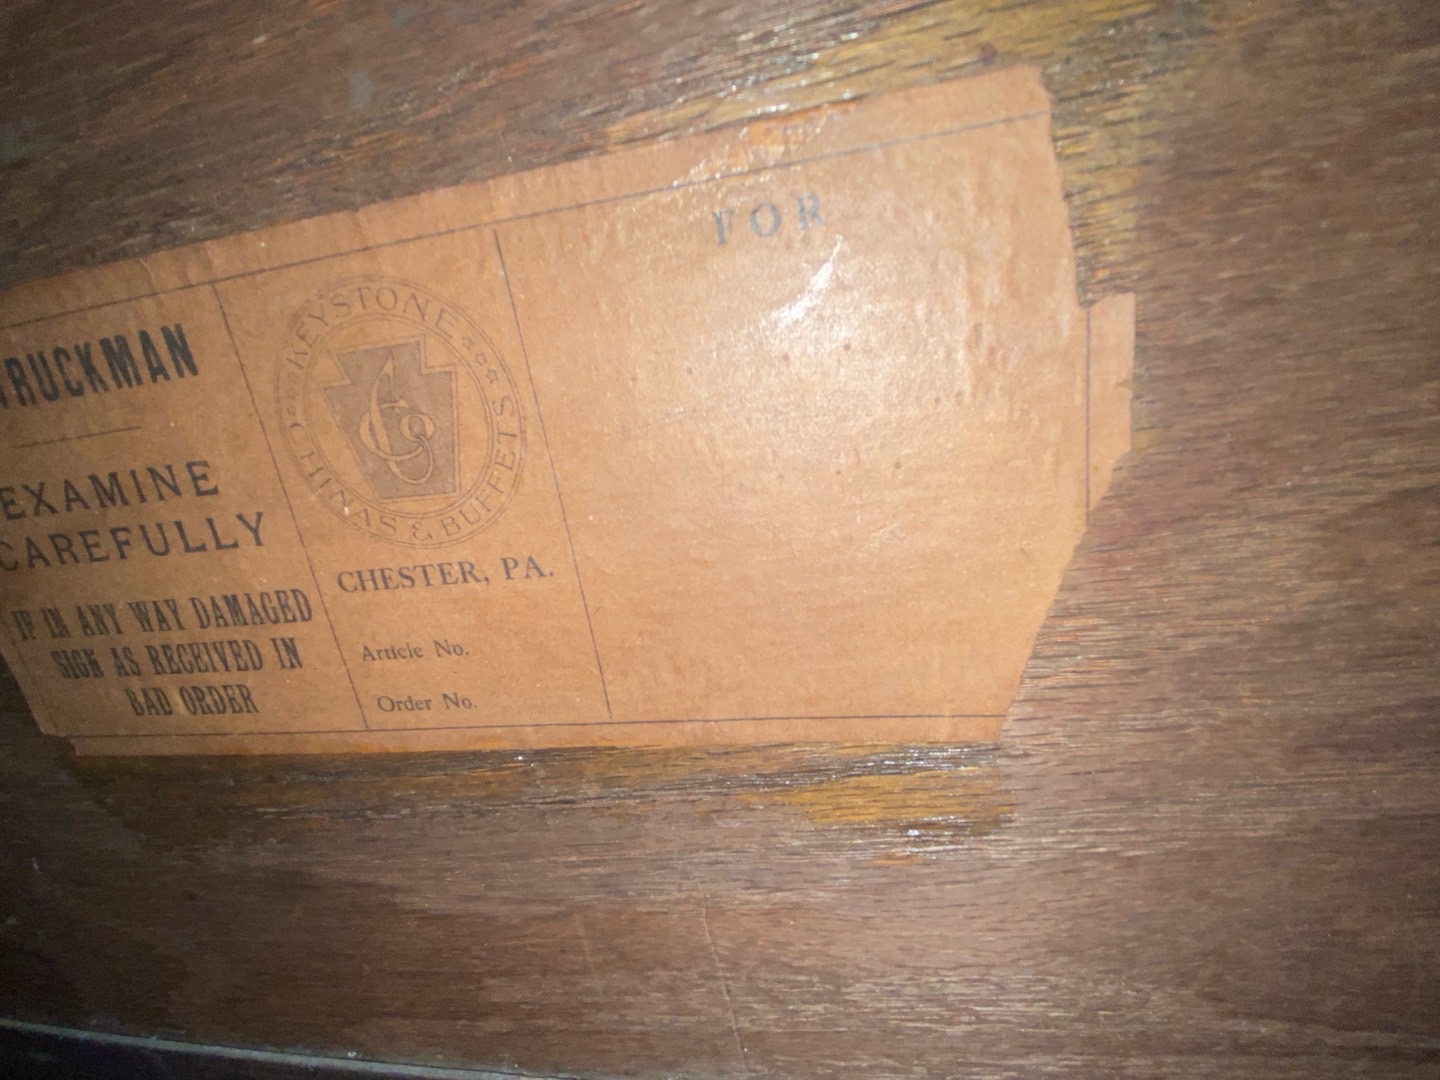 TRUCKMAN
EXAMINE
CAREFULLY
IF IN ANY WAY DAMAGED
SIGN AS RECEIVED IN
BAD ORDER
KEYSTONE
CHINAS & BUFFETS
CHESTER, PA.
Article No.
Order No.
FOR